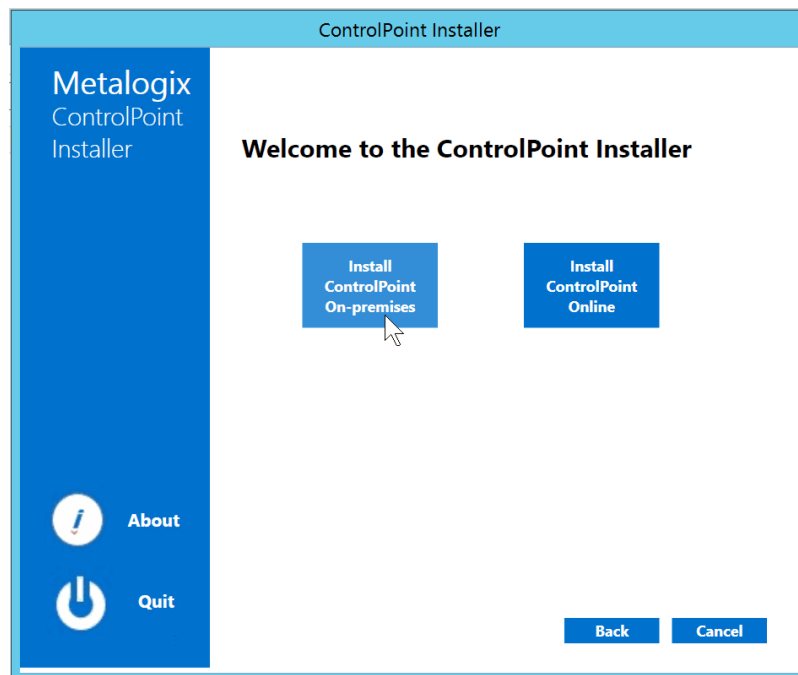 ControlPoint Installer
Metalogix
ControlPoint
Installer
Welcome to the ControlPoint Installer
Install
ControlPoint
On-premises
Install
ControlPoint
Online
About
Quit
Back
Cancel